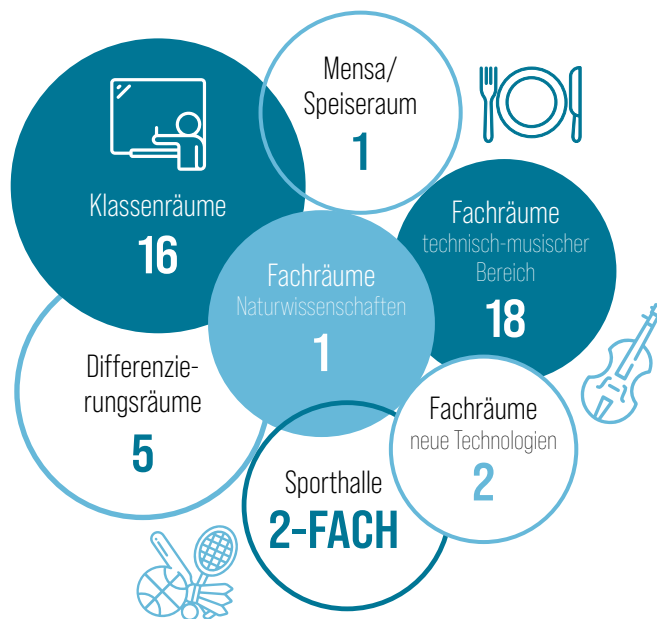 Mensa/
Speiseraum
1
Klassenräume
16
Fachräume
technisch-musischer
Bereich
18
Fachräume
Naturwissenschaften
1
Differenzie-
rungsräume
5
Fachräume
neue Technologien
2
Sporthalle
2-FACH